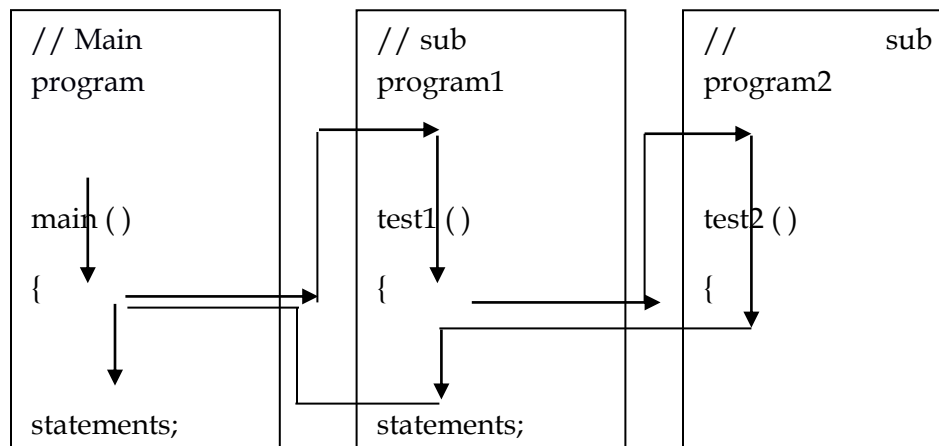 // Main
program
main ( )
{
statements;
// sub
program1
test1 ( )
{
statements;
// sub
program2
test2 ( )
{